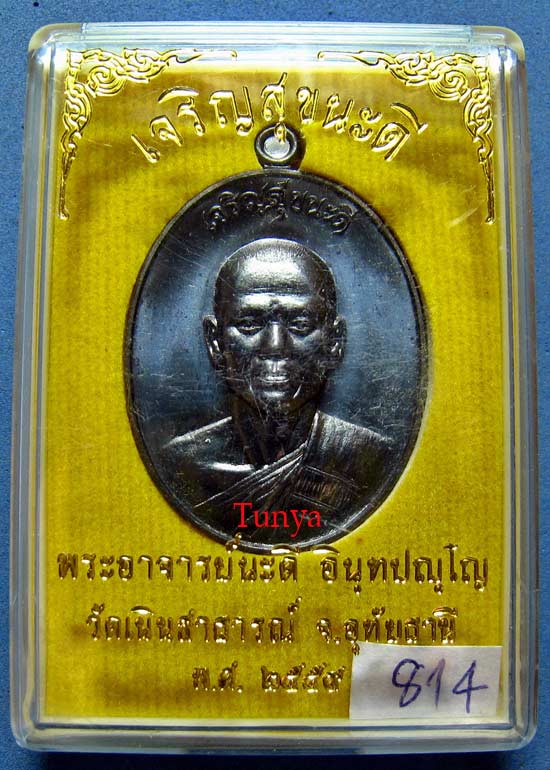 เจริญสุขนะดี
เจริญสุขนะดี
Tunya
พระอาจารย์นะดี อินฺทปญฺโญ
วัดเนินสาธารณ์ จ.อุทัยธานี
พ.ศ. ๒๕๕๙
814